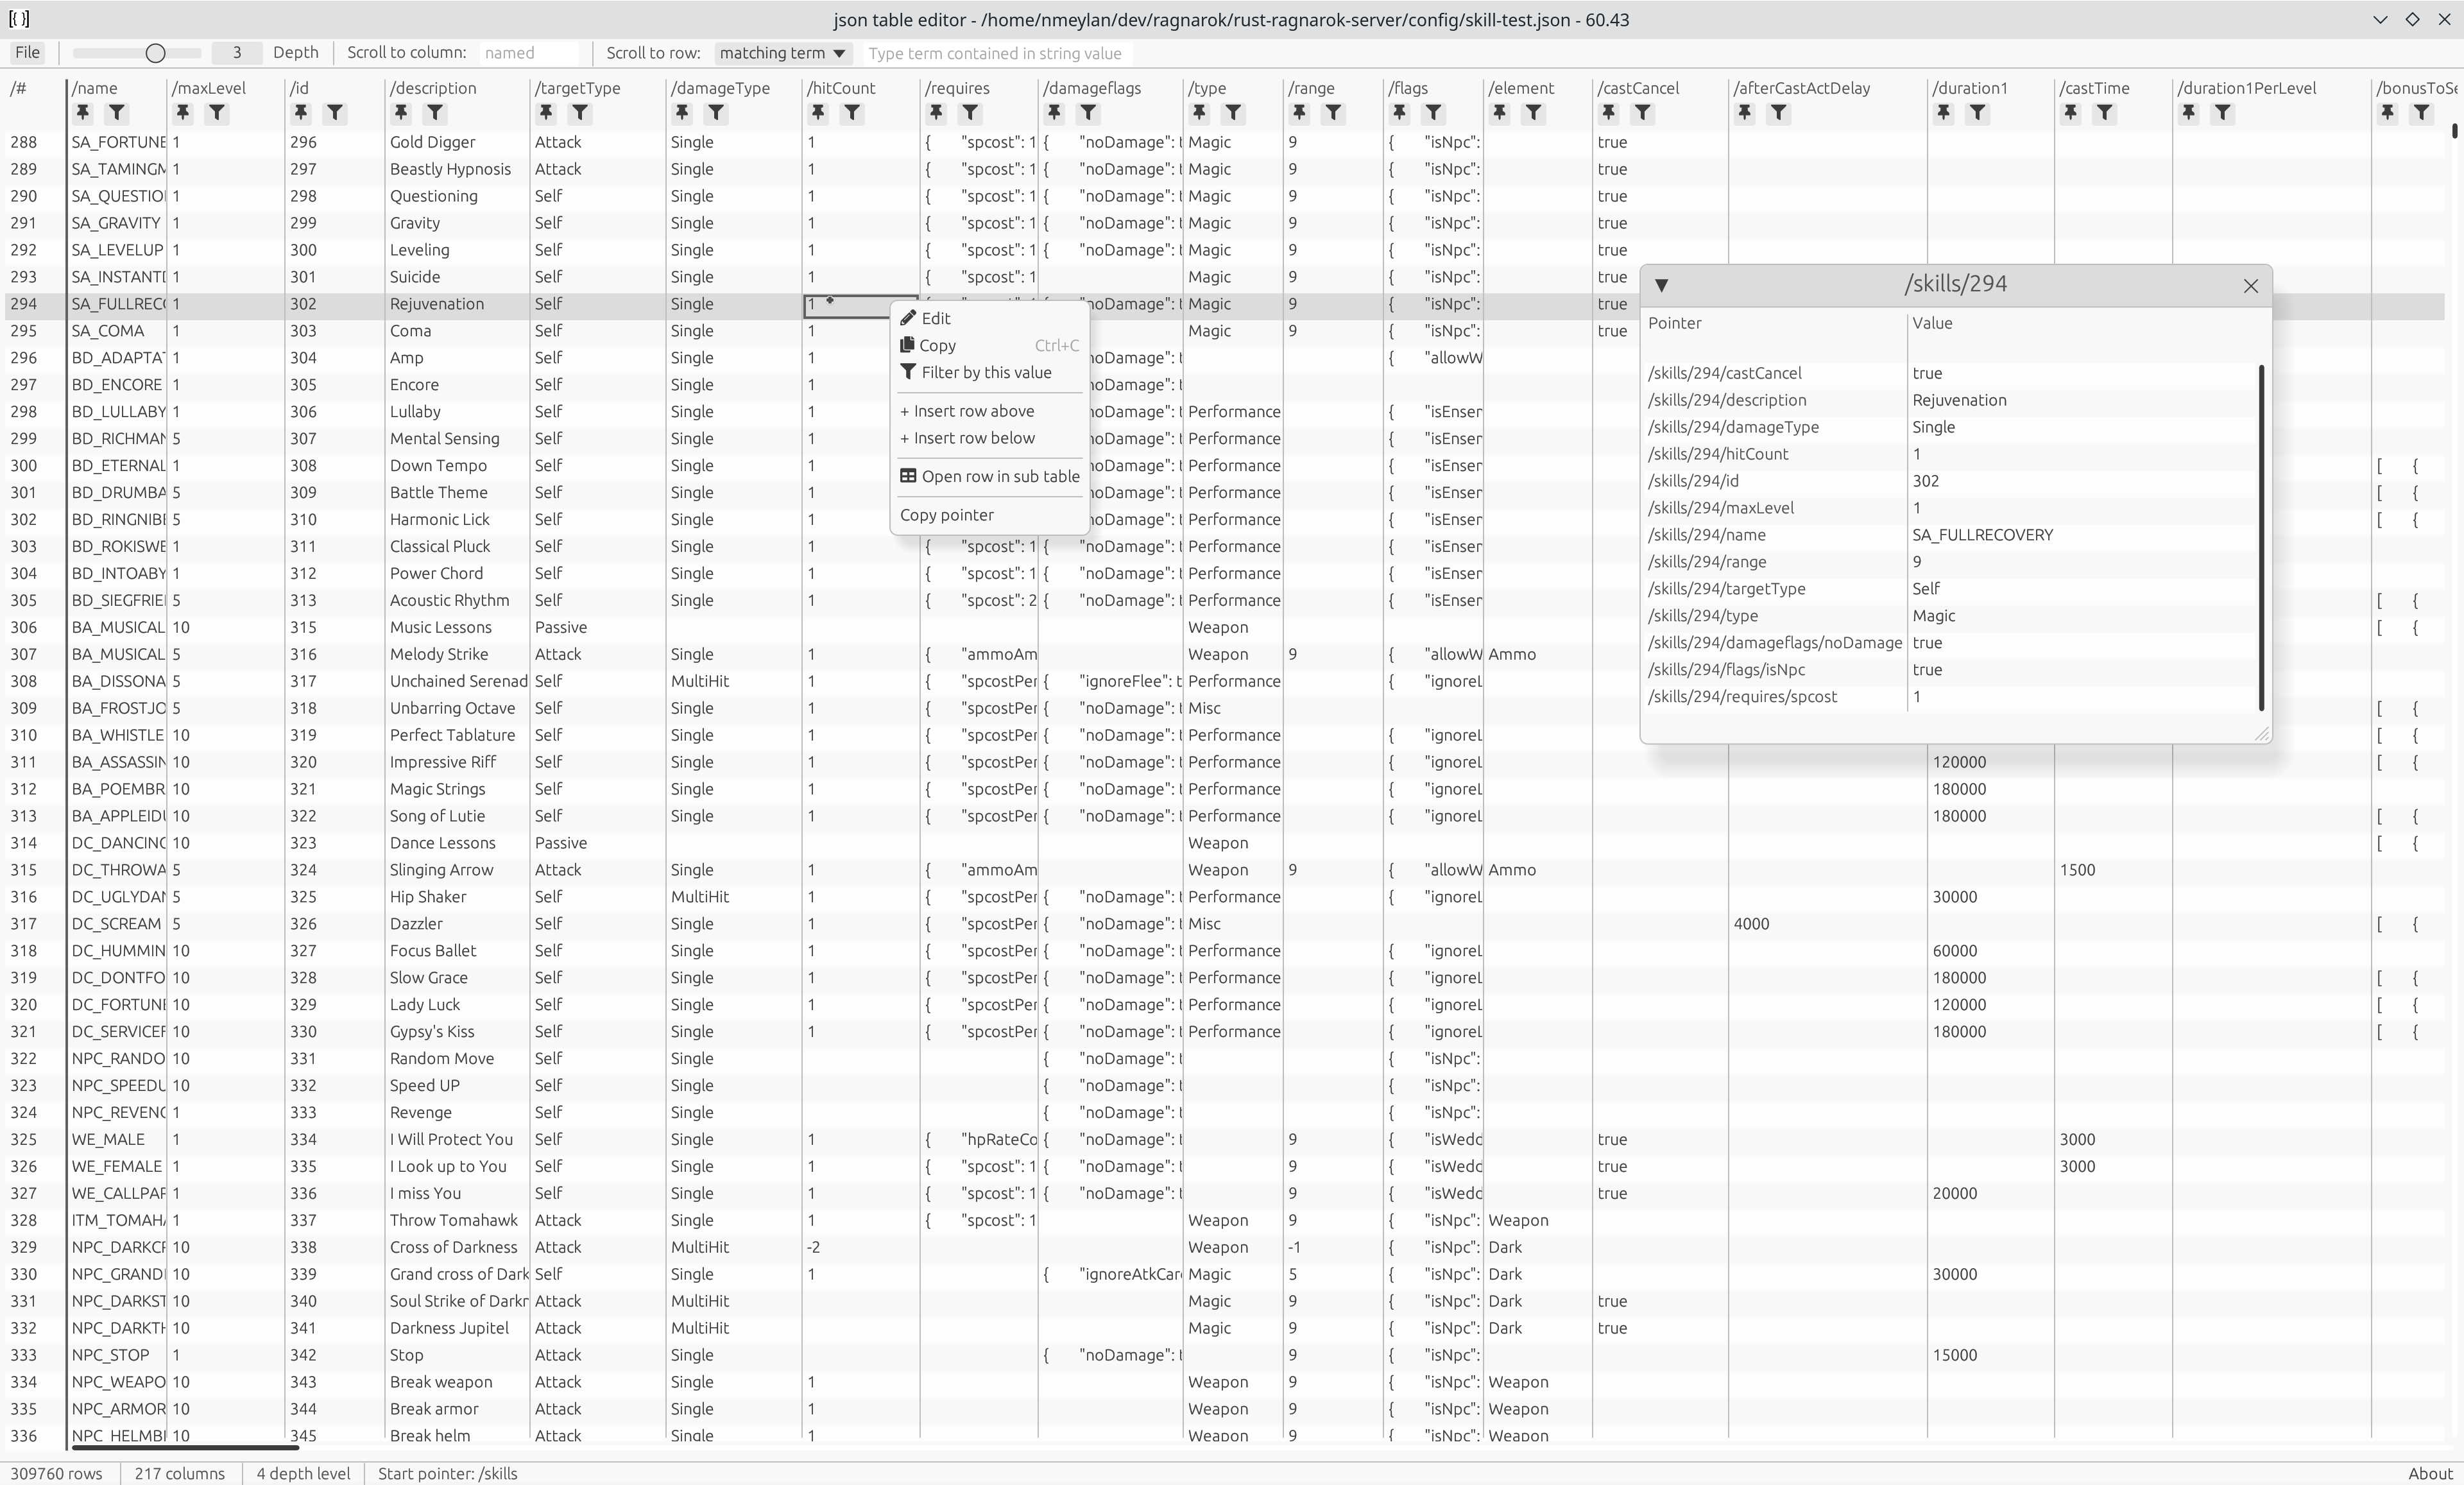 [{ }] json table editor - /home/nmeylan/dev/ragnarok/rust-ragnarok-server/config/skill-test.json - 60.43
File 3 Depth Scroll to column: named Scroll to row: matching term Type term contained in string value
/# /name /maxLevel /id /description /targetType /damageType /hitCount /requires /damageflags /type /range /flags /element /castCancel /afterCastActDelay /duration1 /castTime /duration1PerLevel /bonusToSe
288 SA_FORTUNE 1 296 Gold Digger Attack Single 1 { "spcost": 1 { "noDamage": t Magic 9 { "isNpc": true
289 SA_TAMINGM 1 297 Beastly Hypnosis Attack Single 1 { "spcost": 1 { "noDamage": t Magic 9 { "isNpc": true
290 SA_QUESTIO 1 298 Questioning Self Single 1 { "spcost": 1 { "noDamage": t Magic 9 { "isNpc": true
291 SA_GRAVITY 1 299 Gravity Self Single 1 { "spcost": 1 { "noDamage": t Magic 9 { "isNpc": true
292 SA_LEVELUP 1 300 Leveling Self Single 1 { "spcost": 1 { "noDamage": t Magic 9 { "isNpc": true
293 SA_INSTANTD 1 301 Suicide Self Single 1 { "spcost": 1 Magic 9 { "isNpc": true
294 SA_FULLREC 1 302 Rejuvenation Self Single 1 noDamage": t Magic 9 { "isNpc": true
295 SA_COMA 1 303 Coma Self Single 1 Magic 9 { "isNpc": true
296 BD_ADAPTAT 1 304 Amp Self Single 1 noDamage": t { "allowW
297 BD_ENCORE 1 305 Encore Self Single 1 noDamage": t
298 BD_LULLABY 1 306 Lullaby Self Single 1 noDamage": t Performance { "isEnser
299 BD_RICHMAN 5 307 Mental Sensing Self Single 1 noDamage": t Performance { "isEnser
300 BD_ETERNAL 1 308 Down Tempo Self Single 1 noDamage": t Performance { "isEnser [ {
301 BD_DRUMBA 5 309 Battle Theme Self Single 1 noDamage": t Performance { "isEnser [ {
302 BD_RINGNIBE 5 310 Harmonic Lick Self Single 1 noDamage": t Performance { "isEnser [ {
303 BD_ROKISWE 1 311 Classical Pluck Self Single 1 { "spcost": 1 { "noDamage": t Performance { "isEnser
304 BD_INTOABY 1 312 Power Chord Self Single 1 { "spcost": 1 { "noDamage": t Performance { "isEnser
305 BD_SIEGFRIE 5 313 Acoustic Rhythm Self Single 1 { "spcost": 2 { "noDamage": t Performance { "isEnser [ {
306 BA_MUSICAL 10 315 Music Lessons Passive Weapon [ {
307 BA_MUSICAL 5 316 Melody Strike Attack Single 1 { "ammoAm Weapon 9 { "allowW Ammo
308 BA_DISSONA 5 317 Unchained Serenad Self MultiHit 1 { "spcostPer { "ignoreFlee": t Performance { "ignoreL
309 BA_FROSTJO 5 318 Unbarring Octave Self Single 1 { "spcostPer { "noDamage": t Misc [ {
310 BA_WHISTLE 10 319 Perfect Tablature Self Single 1 { "spcostPer { "noDamage": t Performance { "ignoreL [ {
311 BA_ASSASSIN 10 320 Impressive Riff Self Single 1 { "spcostPer { "noDamage": t Performance { "ignoreL 120000 [ {
312 BA_POEMBR 10 321 Magic Strings Self Single 1 { "spcostPer { "noDamage": t Performance { "ignoreL 180000
313 BA_APPLEIDU 10 322 Song of Lutie Self Single 1 { "spcostPer { "noDamage": t Performance { "ignoreL 180000 [ {
314 DC_DANCING 10 323 Dance Lessons Passive Weapon [ {
315 DC_THROWA 5 324 Slinging Arrow Attack Single 1 { "ammoAm Weapon 9 { "allowW Ammo 1500
316 DC_UGLYDAN 5 325 Hip Shaker Self MultiHit 1 { "spcostPer { "noDamage": t Performance { "ignoreL 30000
317 DC_SCREAM 5 326 Dazzler Self Single 1 { "spcostPer { "noDamage": t Misc 4000 [ {
318 DC_HUMMIN 10 327 Focus Ballet Self Single 1 { "spcostPer { "noDamage": t Performance { "ignoreL 60000
319 DC_DONTFO 10 328 Slow Grace Self Single 1 { "spcostPer { "noDamage": t Performance { "ignoreL 180000 [ {
320 DC_FORTUNE 10 329 Lady Luck Self Single 1 { "spcostPer { "noDamage": t Performance { "ignoreL 120000 [ {
321 DC_SERVICEF 10 330 Gypsy's Kiss Self Single 1 { "spcostPer { "noDamage": t Performance { "ignoreL 180000 [ {
322 NPC_RANDO 10 331 Random Move Self Single { "noDamage": t { "isNpc":
323 NPC_SPEEDU 10 332 Speed UP Self Single { "noDamage": t { "isNpc":
324 NPC_REVENG 1 333 Revenge Self Single { "noDamage": t { "isNpc":
325 WE_MALE 1 334 I Will Protect You Self Single 1 { "hpRateCo { "noDamage": t 9 { "isWedd true 3000
326 WE_FEMALE 1 335 I Look up to You Self Single 1 { "spcost": 1 { "noDamage": t 9 { "isWedd true 3000
327 WE_CALLPAR 1 336 I miss You Self Single 1 { "spcost": 1 { "noDamage": t 9 { "isWedd true 20000
328 ITM_TOMAHA 1 337 Throw Tomahawk Attack Single 1 { "spcost": 1 Weapon 9 { "isNpc": Weapon
329 NPC_DARKCR 10 338 Cross of Darkness Attack MultiHit -2 Weapon -1 { "isNpc": Dark
330 NPC_GRANDD 10 339 Grand cross of Dark Self Single 1 { "ignoreAtkCard Magic 5 { "isNpc": Dark 30000
331 NPC_DARKST 10 340 Soul Strike of Darkr Attack MultiHit Magic 9 { "isNpc": Dark true
332 NPC_DARKTH 10 341 Darkness Jupitel Attack MultiHit Magic 9 { "isNpc": Dark true
333 NPC_STOP 1 342 Stop Attack Single { "noDamage": t 9 { "isNpc": 15000
334 NPC_WEAPO 10 343 Break weapon Attack Single 1 Weapon 9 { "isNpc": Weapon
335 NPC_ARMOR 10 344 Break armor Attack Single 1 Weapon 9 { "isNpc": Weapon
336 NPC_HELMBR 10 345 Break helm Attack Single 1 Weapon 9 { "isNpc": Weapon
Edit
Copy Ctrl+C
Filter by this value
+ Insert row above
+ Insert row below
Open row in sub table
Copy pointer
/skills/294
Pointer Value
/skills/294/castCancel true
/skills/294/description Rejuvenation
/skills/294/damageType Single
/skills/294/hitCount 1
/skills/294/id 302
/skills/294/maxLevel 1
/skills/294/name SA_FULLRECOVERY
/skills/294/range 9
/skills/294/targetType Self
/skills/294/type Magic
/skills/294/damageflags/noDamage true
/skills/294/flags/isNpc true
/skills/294/requires/spcost 1
309760 rows 217 columns 4 depth level Start pointer: /skills About